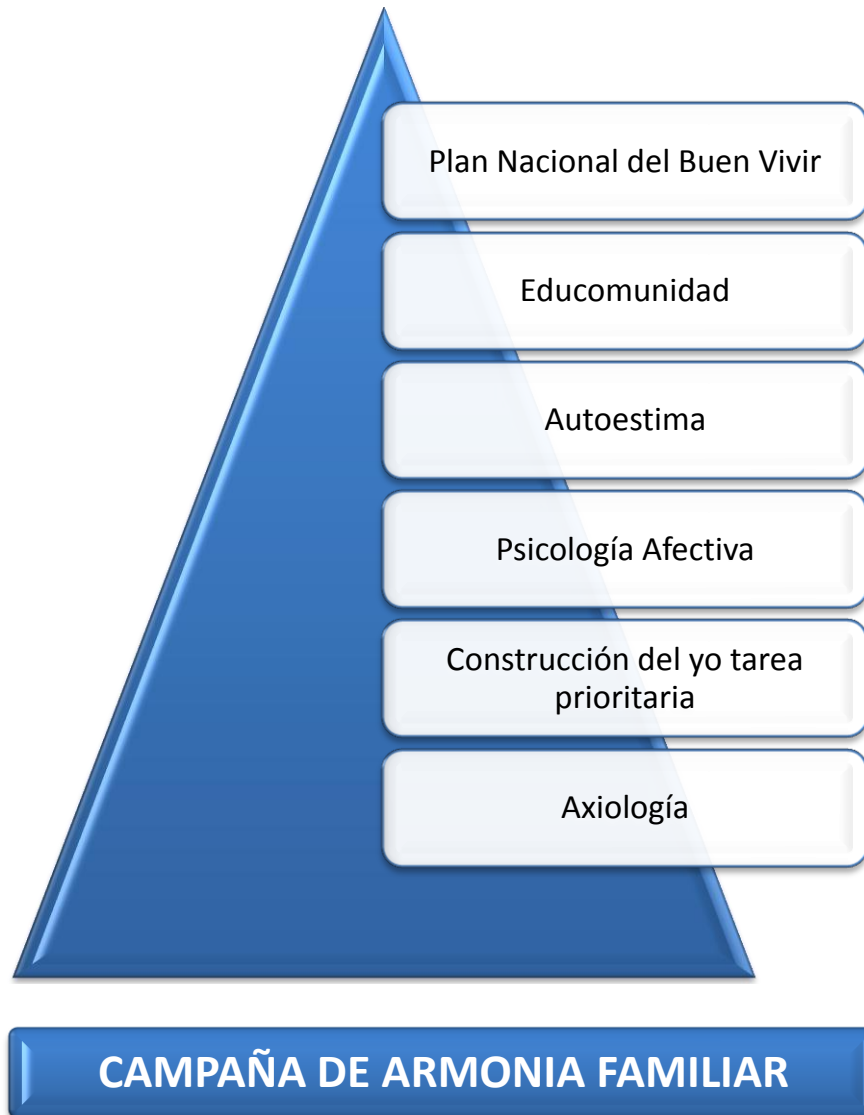 Plan Nacional del Buen Vivir
Educomunidad
Autoestima
Psicología Afectiva
Construcción del yo tarea
prioritaria
Axiología
CAMPAÑA DE ARMONIA FAMILIAR